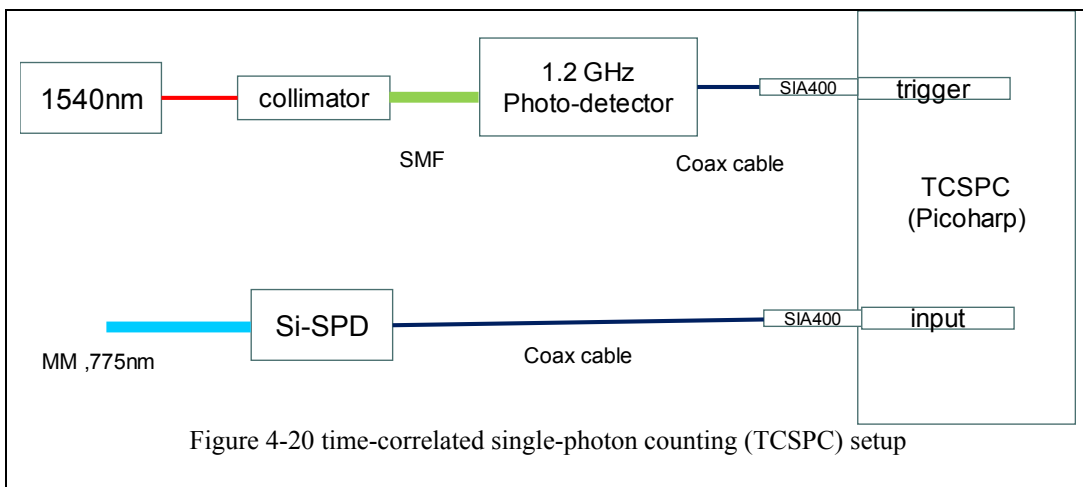 1540nm
collimator
SMF
1.2 GHz
Photo-detector
Coax cable
SIA400
trigger
TCSPC
(Picoharp)
MM ,775nm
Si-SPD
Coax cable
SIA400
input
Figure 4-20 time-correlated single-photon counting (TCSPC) setup